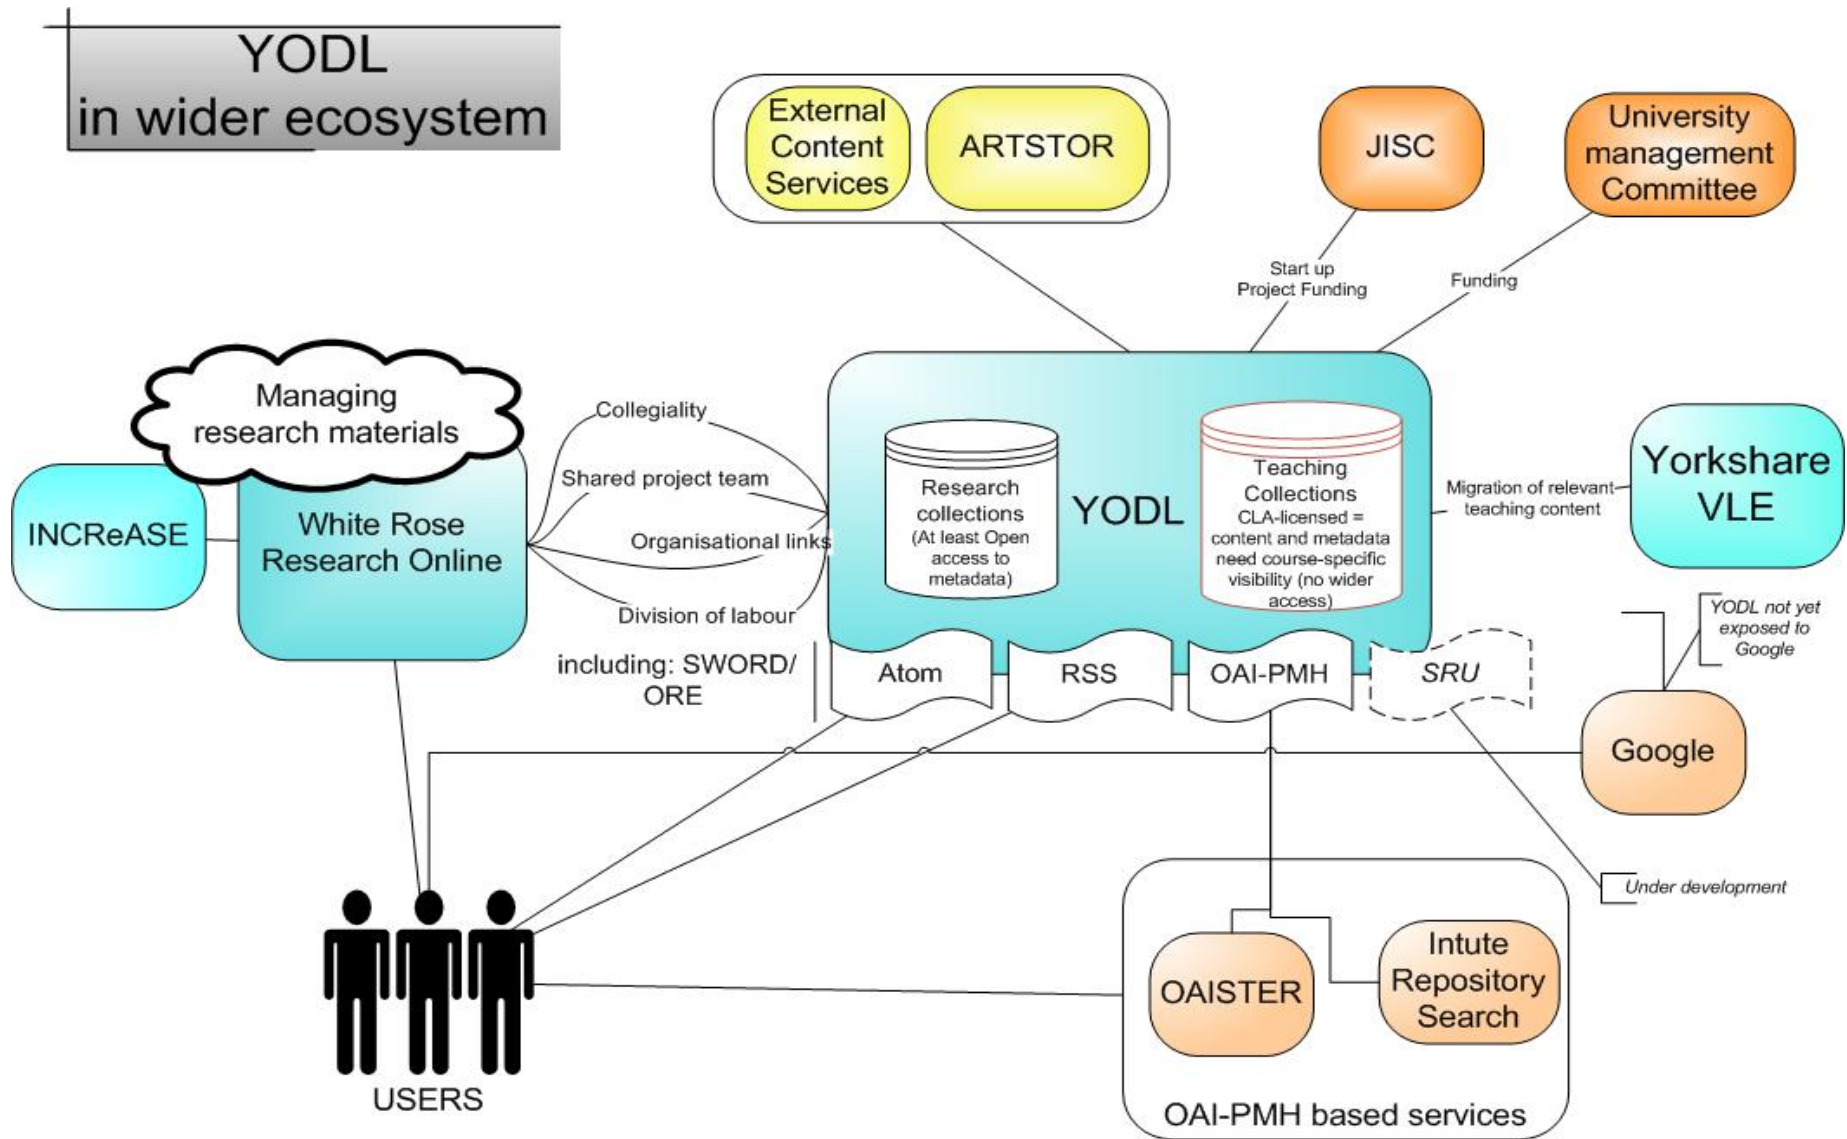 YODL
in wider ecosystem
External
Content
Services
ARTSTOR
JISC
University
management
Committee
Start up
Project Funding
Funding
Managing
research materials
INCReASE
White Rose
Research Online
Collegiality
Shared project team
Organisational links
Division of labour
Research
collections
(At least Open
access to
metadata)
YODL
Teaching
Collections
CLA-licensed =
content and metadata
need course-specific
visibility (no wider
access)
Migration of relevant
teaching content
Yorkshare
VLE
including: SWORD/
ORE
Atom
RSS
OAI-PMH
SRU
YODL not yet
exposed to
Google
Google
Under development
USERS
OAISTER
Intute
Repository
Search
OAI-PMH based services